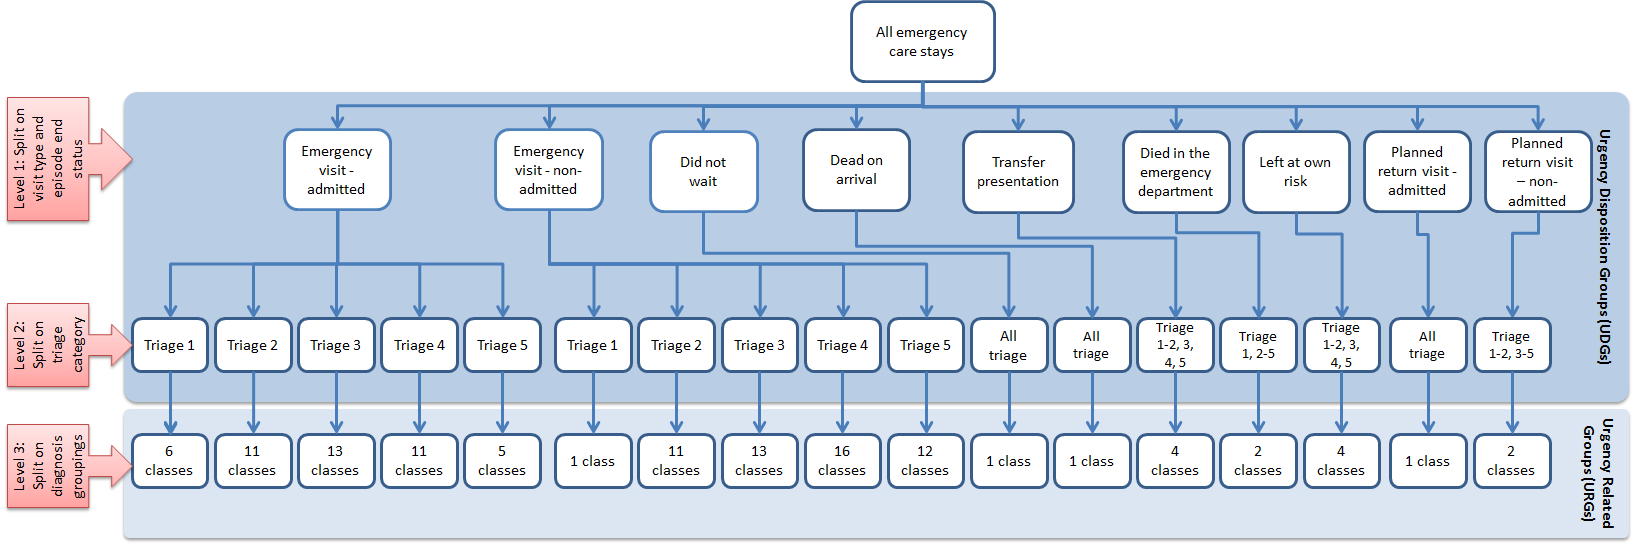 All emergency
care stays
Level 1: Split on
visit type and
episode end
status
Emergency
visit -
admitted
Emergency
visit - non-
admitted
Did not
wait
Dead on
arrival
Transfer
presentation
Died in the
emergency
department
Left at own
risk
Planned
return visit -
admitted
Planned
return visit
– non-
admitted
Urgency Disposition Groups (UDGs)
Level 2:
Split on
triage
category
Triage 1
Triage 2
Triage 3
Triage 4
Triage 5
Triage 1
Triage 2
Triage 3
Triage 4
Triage 5
All
triage
All
triage
Triage
1-2, 3,
4, 5
Triage
1, 2-5
Triage
1-2, 3,
4, 5
All
triage
Triage
1-2, 3-5
Level 3:
Split on
diagnosis
groupings
6
classes
11
classes
13
classes
11
classes
5
classes
1 class
11
classes
13
classes
16
classes
12
classes
1 class
1 class
4
classes
2
classes
4
classes
1 class
2
classes
Urgency Related
Groups (URGs)